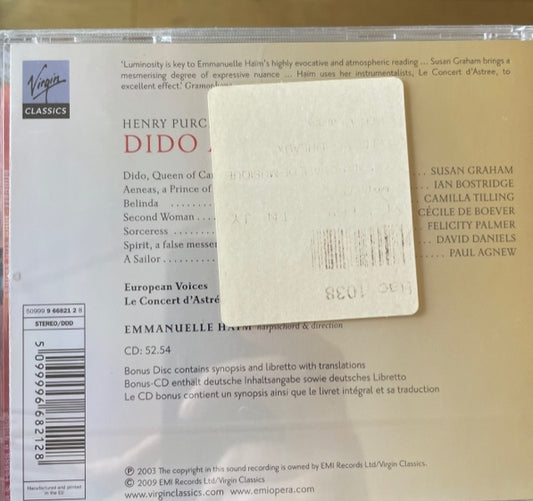 'Luminosity is key to Emmanuelle Haïm's highly evocative and atmospheric reading ... Susan Graham brings a
mesmerising degree of expressive nuance ... Haïm uses her instrumentalists, Le Concert d'Astrée, to
excellent effect.'
Virgin
CLASSICS
HENRY PURC
DIDO
Dido, Queen of Ca ... SUSAN GRAHAM
Aeneas, a Prince of ... IAN BOSTRIDGE
Belinda ........ CAMILLA TILLING
Second Woman .... CÉCILE DE BOEVER
Sorceress ....... FELICITY PALMER
Spirit, a false messe .. DAVID DANIELS
A Sailor .......... PAUL AGNEW
1038
European Voices
Le Concert d'Astré
EMMANUELLE HAÏM harpsichord & direction
CD: 52.54
Bonus Disc contains synopsis and libretto with translations
Bonus-CD enthält deutsche Inhaltsangabe sowie deutsches Libretto
Le CD bonus contient un synopsis ainsi que le livret intégral et sa traduction
50999 9 66821 2 8
STEREO/DDD
5 099996 682128
Manufactured and printed
in the EU
℗ 2003 The copyright in this sound recording is owned by EMI Records Ltd/Virgin Classics.
© 2009 EMI Records Ltd/Virgin Classics
www.virginclassics.com www.emiopera.com